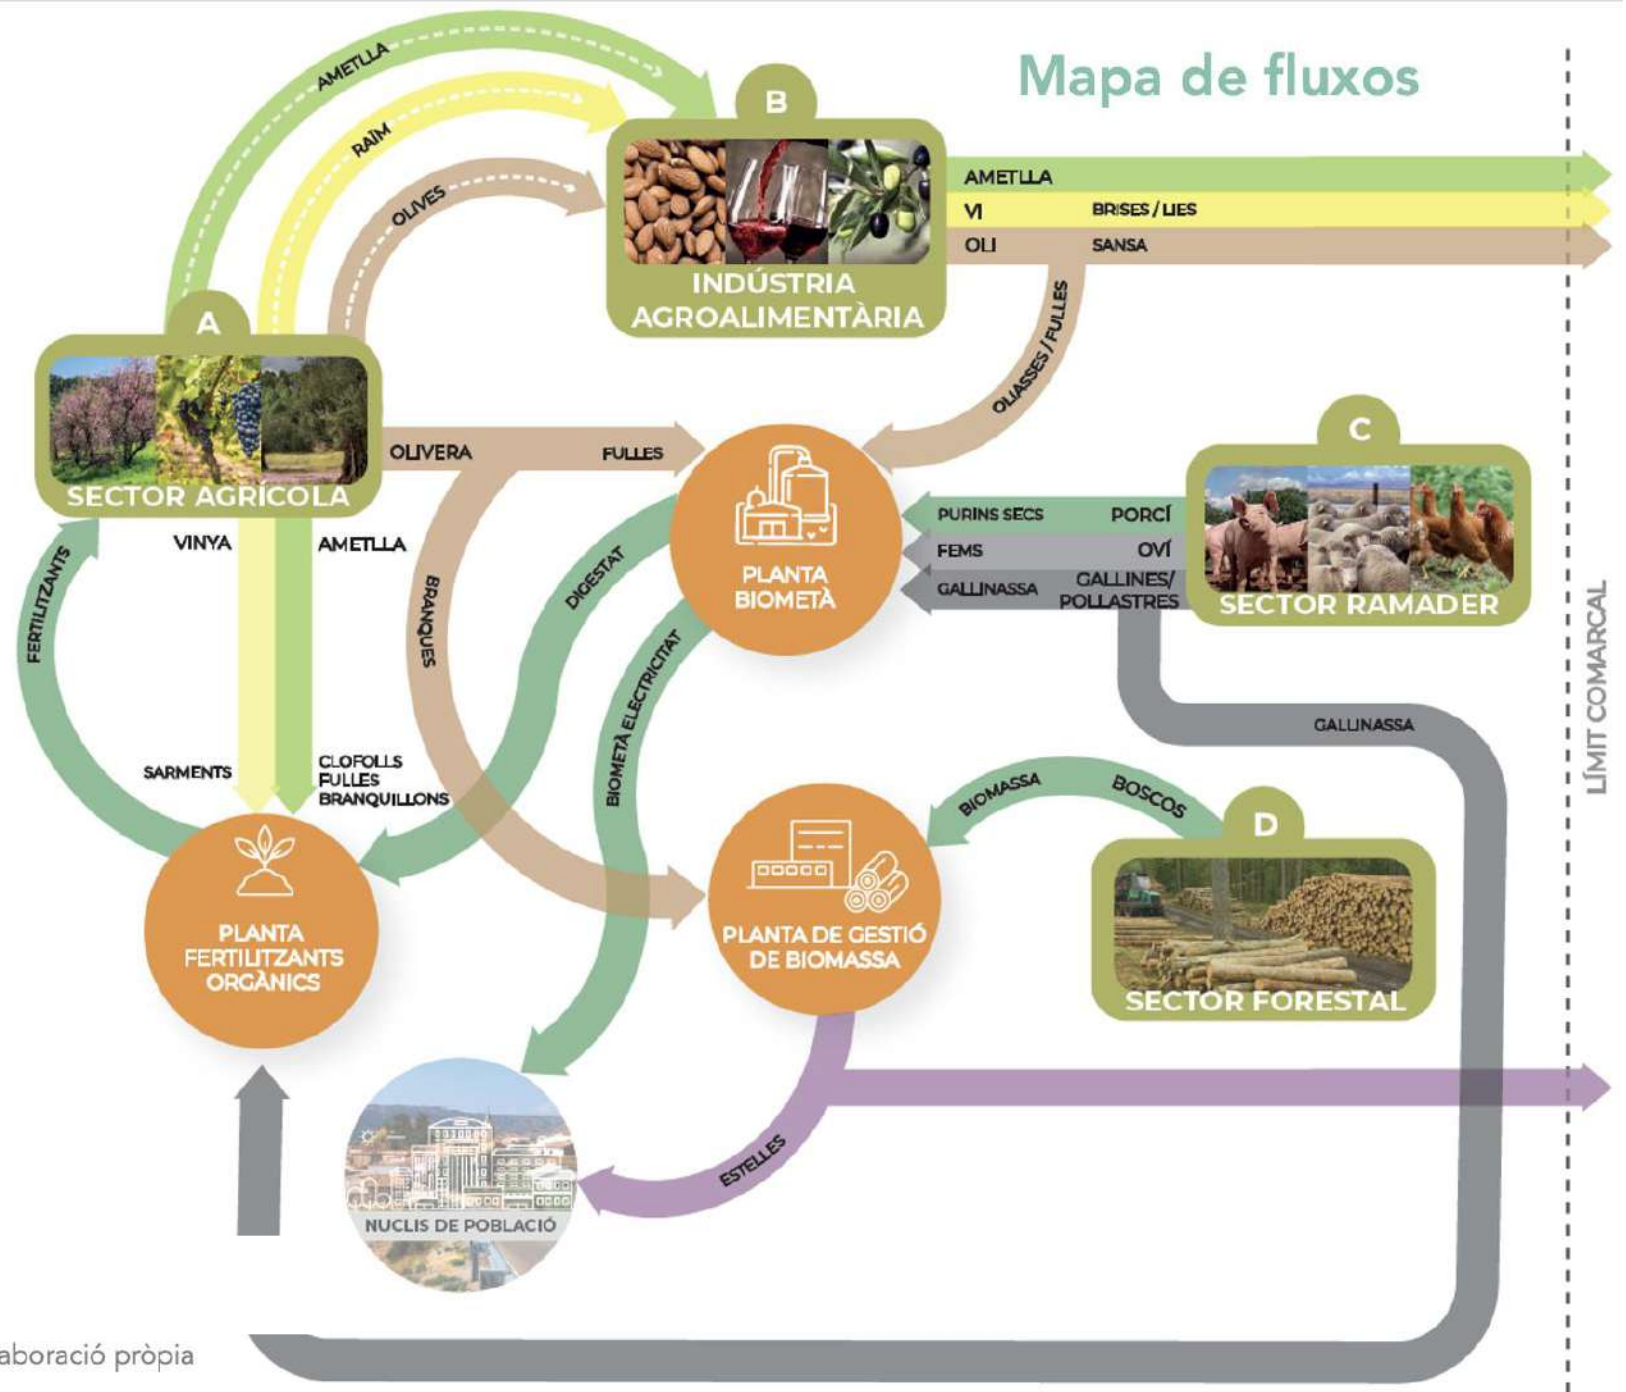 Mapa de fluxos
AMETLLA
RAÏM
OLIVES
B
INDÚSTRIA
AGROALIMENTÀRIA
AMETLLA
VI
BRISES / LIES
OLI
SANSA
OLIASSES / FULLES
A
SECTOR AGRÍCOLA
OLIVERA
FULLES
C
SECTOR RAMADER
PURINS SECS
PORCÍ
FEMS
OVÍ
GALLINASSA
GALLINES/
POLLASTRES
PLANTA
BIOMETÀ
VINYA
AMETLLA
FERTILITZANTS
BRANQUES
DIGESTAT
BIOMETÀ ELECTRICITAT
GALLINASSA
LÍMIT COMARCAL
SARMENTS
CLOFOLLS
FULLES
BRANQUILLONS
BIOMASSA
BOSCOS
D
SECTOR FORESTAL
PLANTA
FERTILITZANTS
ORGÀNICS
PLANTA DE GESTIÓ
DE BIOMASSA
ESTELLES
NUCLIS DE POBLACIÓ
aboració pròpia